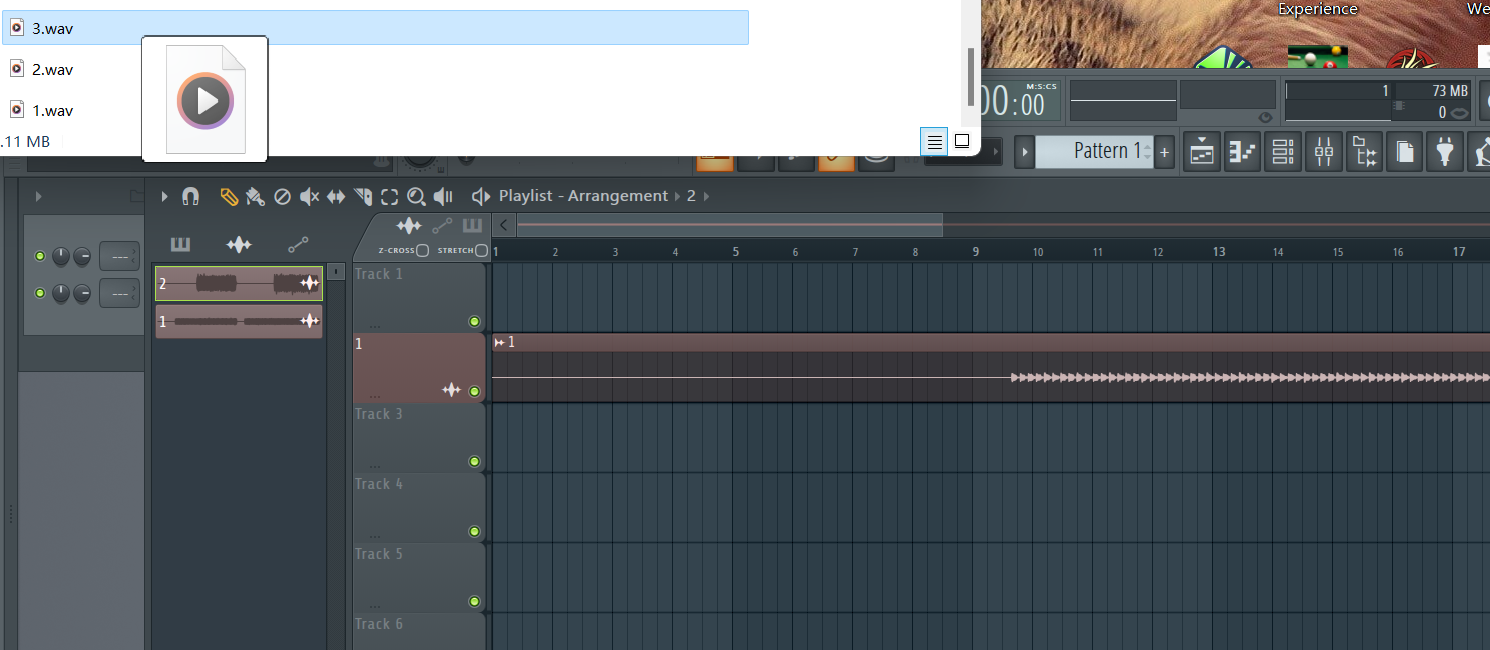 Experience
We
3.wav
2.wav
1.wav
.11 MB
00:00
M:S:CS
1
73 MB
0
Pattern 1
+
Playlist - Arrangement
2
Z-CROSS
STRETCH
1 2 3 4 5 6 7 8 9 10 11 12 13 14 15 16 17
---
---
2
1
Track 1
...
1
...
1
Track 3
...
Track 4
...
Track 5
...
Track 6